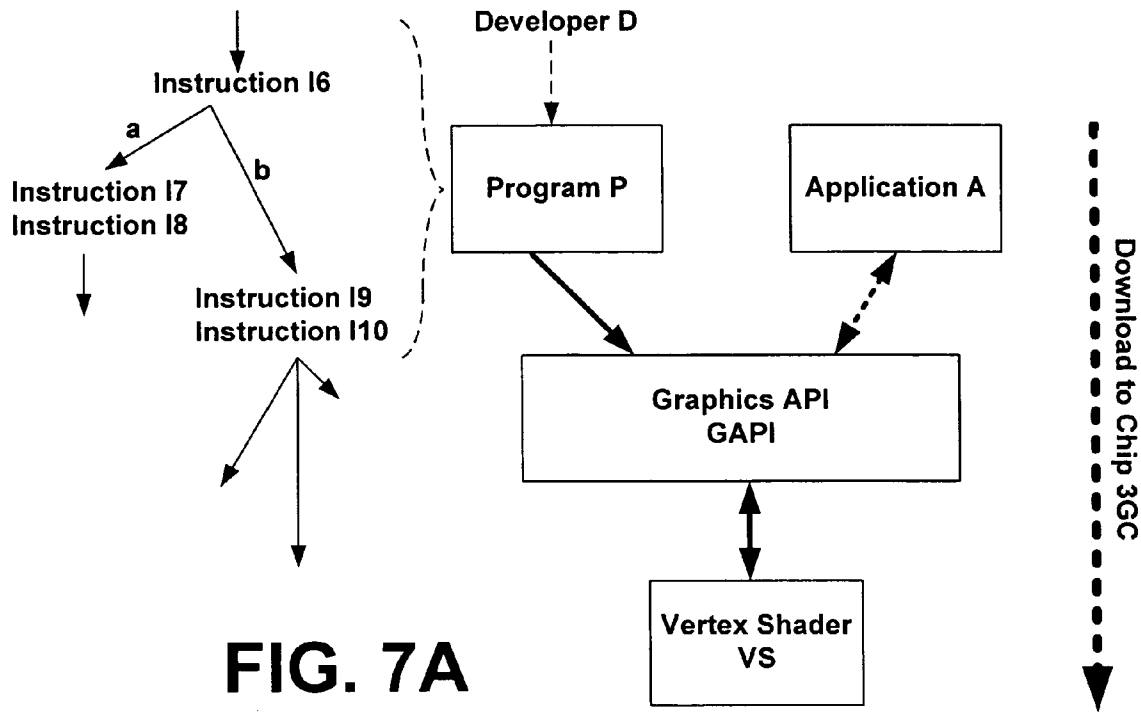 Developer D
Instruction I6
a
b
Instruction I7
Instruction I8
Instruction I9
Instruction I10
Program P
Application A
Graphics API
GAPI
Vertex Shader
VS
Download to Chip 3GC
FIG. 7A